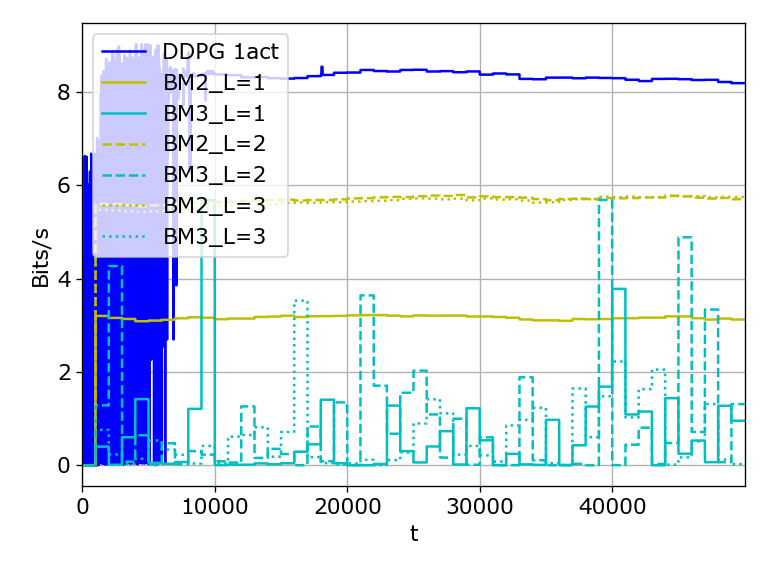 DDPG 1act
BM2_L=1
BM3_L=1
BM2_L=2
BM3_L=2
BM2_L=3
BM3_L=3
Bits/s
8
6
4
2
0
0 10000 20000 30000 40000
t